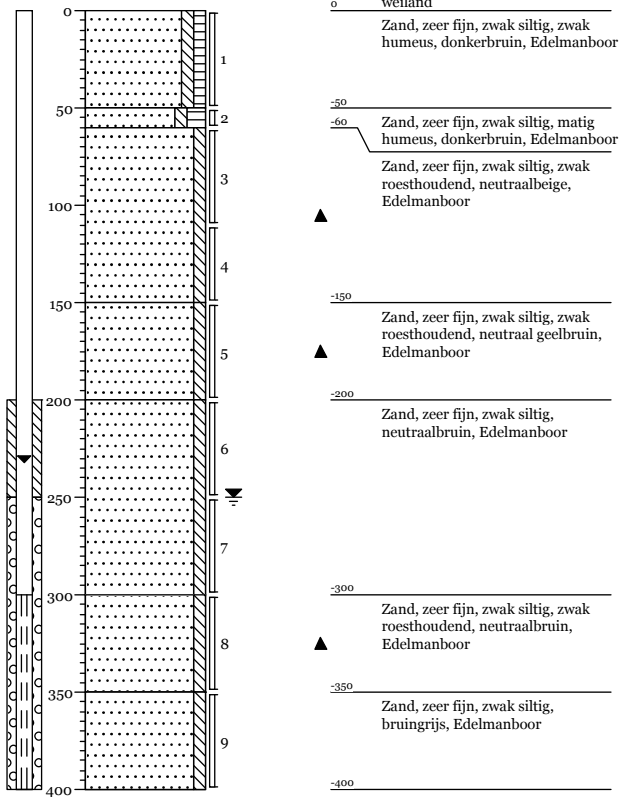 0
50
100
150
200
250
300
350
400
1
2
3
4
5
6
7
8
9
0
weiland
Zand, zeer fijn, zwak siltig, zwak
humeus, donkerbruin, Edelmanboor
-50
Zand, zeer fijn, zwak siltig, matig
humeus, donkerbruin, Edelmanboor
-60
Zand, zeer fijn, zwak siltig, zwak
roesthoudend, neutraalbeige,
Edelmanboor
-150
Zand, zeer fijn, zwak siltig, zwak
roesthoudend, neutraal geelbruin,
Edelmanboor
-200
Zand, zeer fijn, zwak siltig,
neutraalbruin, Edelmanboor
-300
Zand, zeer fijn, zwak siltig, zwak
roesthoudend, neutraalbruin,
Edelmanboor
-350
Zand, zeer fijn, zwak siltig,
bruingrijs, Edelmanboor
-400